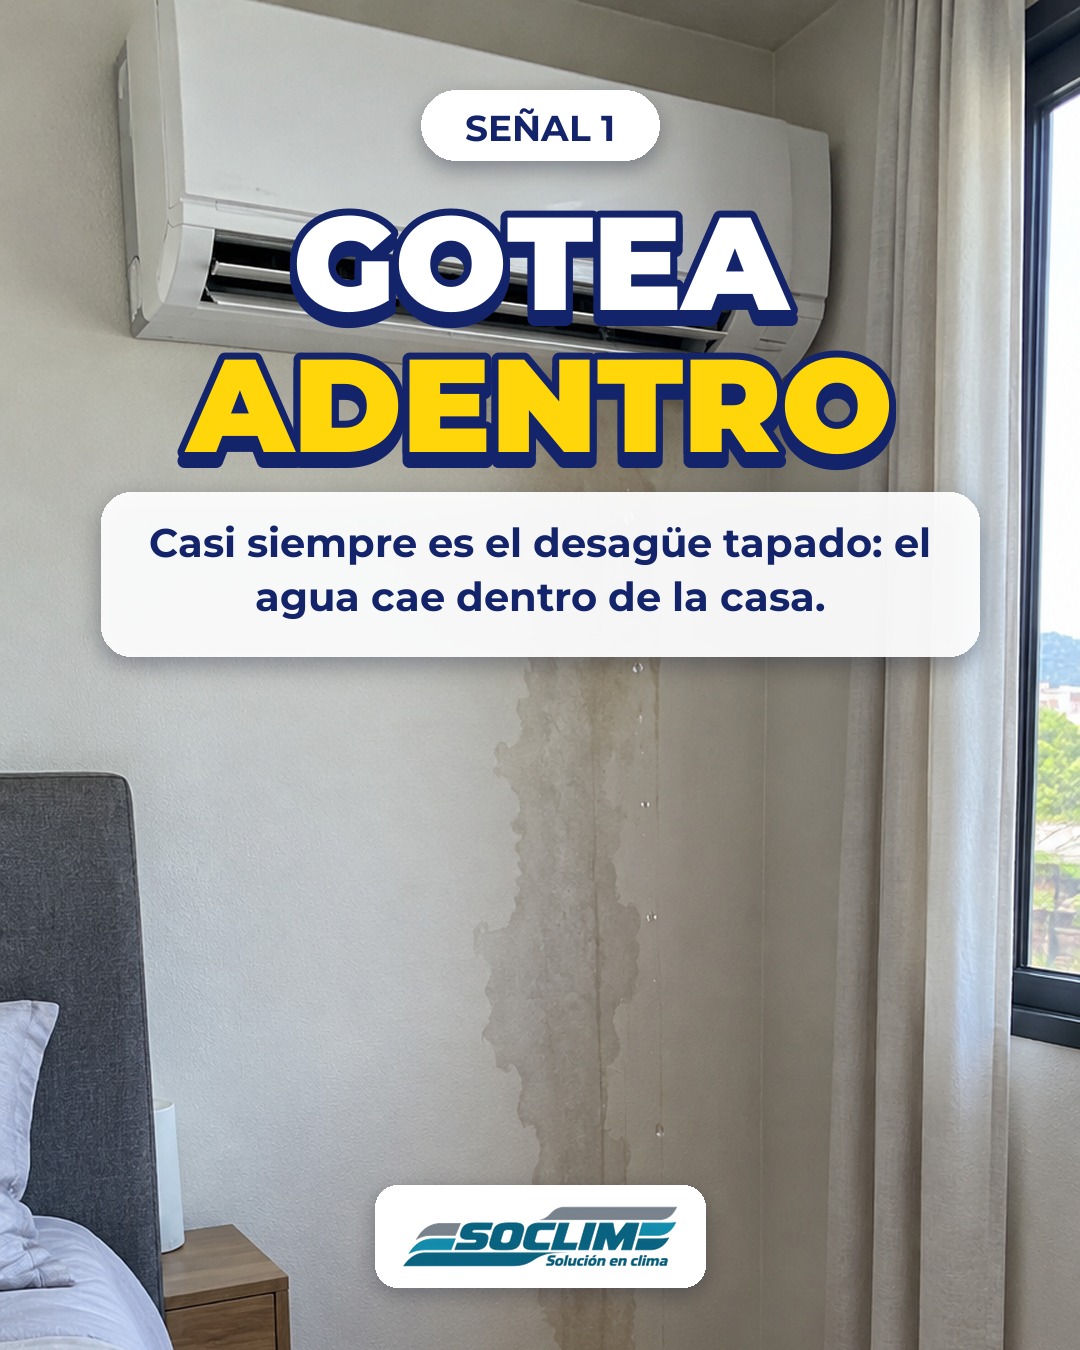 SEÑAL 1
GOTEA
ADENTRO
Casi siempre es el desagüe tapado: el
agua cae dentro de la casa.
SOCLIM
Solución en clima